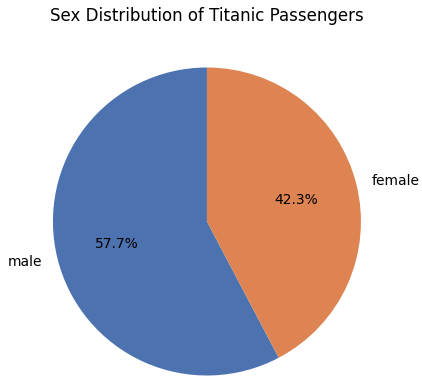 Sex Distribution of Titanic Passengers
female
42.3%
57.7%
male